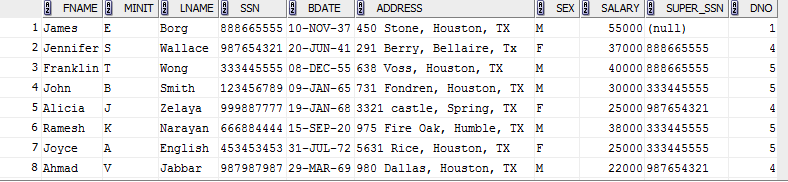 FNAME MINIT LNAME SSN BDATE ADDRESS SEX SALARY SUPER_SSN DNO
1 James E Borg 888665555 10-NOV-37 450 Stone, Houston, TX M 55000 (null) 1
2 Jennifer S Wallace 987654321 20-JUN-41 291 Berry, Bellaire, Tx F 37000 888665555 4
3 Franklin T Wong 333445555 08-DEC-55 638 Voss, Houston, TX M 40000 888665555 5
4 John B Smith 123456789 09-JAN-65 731 Fondren, Houston, TX M 30000 333445555 5
5 Alicia J Zelaya 999887777 19-JAN-68 3321 castle, Spring, TX F 25000 987654321 4
6 Ramesh K Narayan 666884444 15-SEP-20 975 Fire Oak, Humble, TX M 38000 333445555 5
7 Joyce A English 453453453 31-JUL-72 5631 Rice, Houston, TX F 25000 333445555 5
8 Ahmad V Jabbar 987987987 29-MAR-69 980 Dallas, Houston, TX M 22000 987654321 4